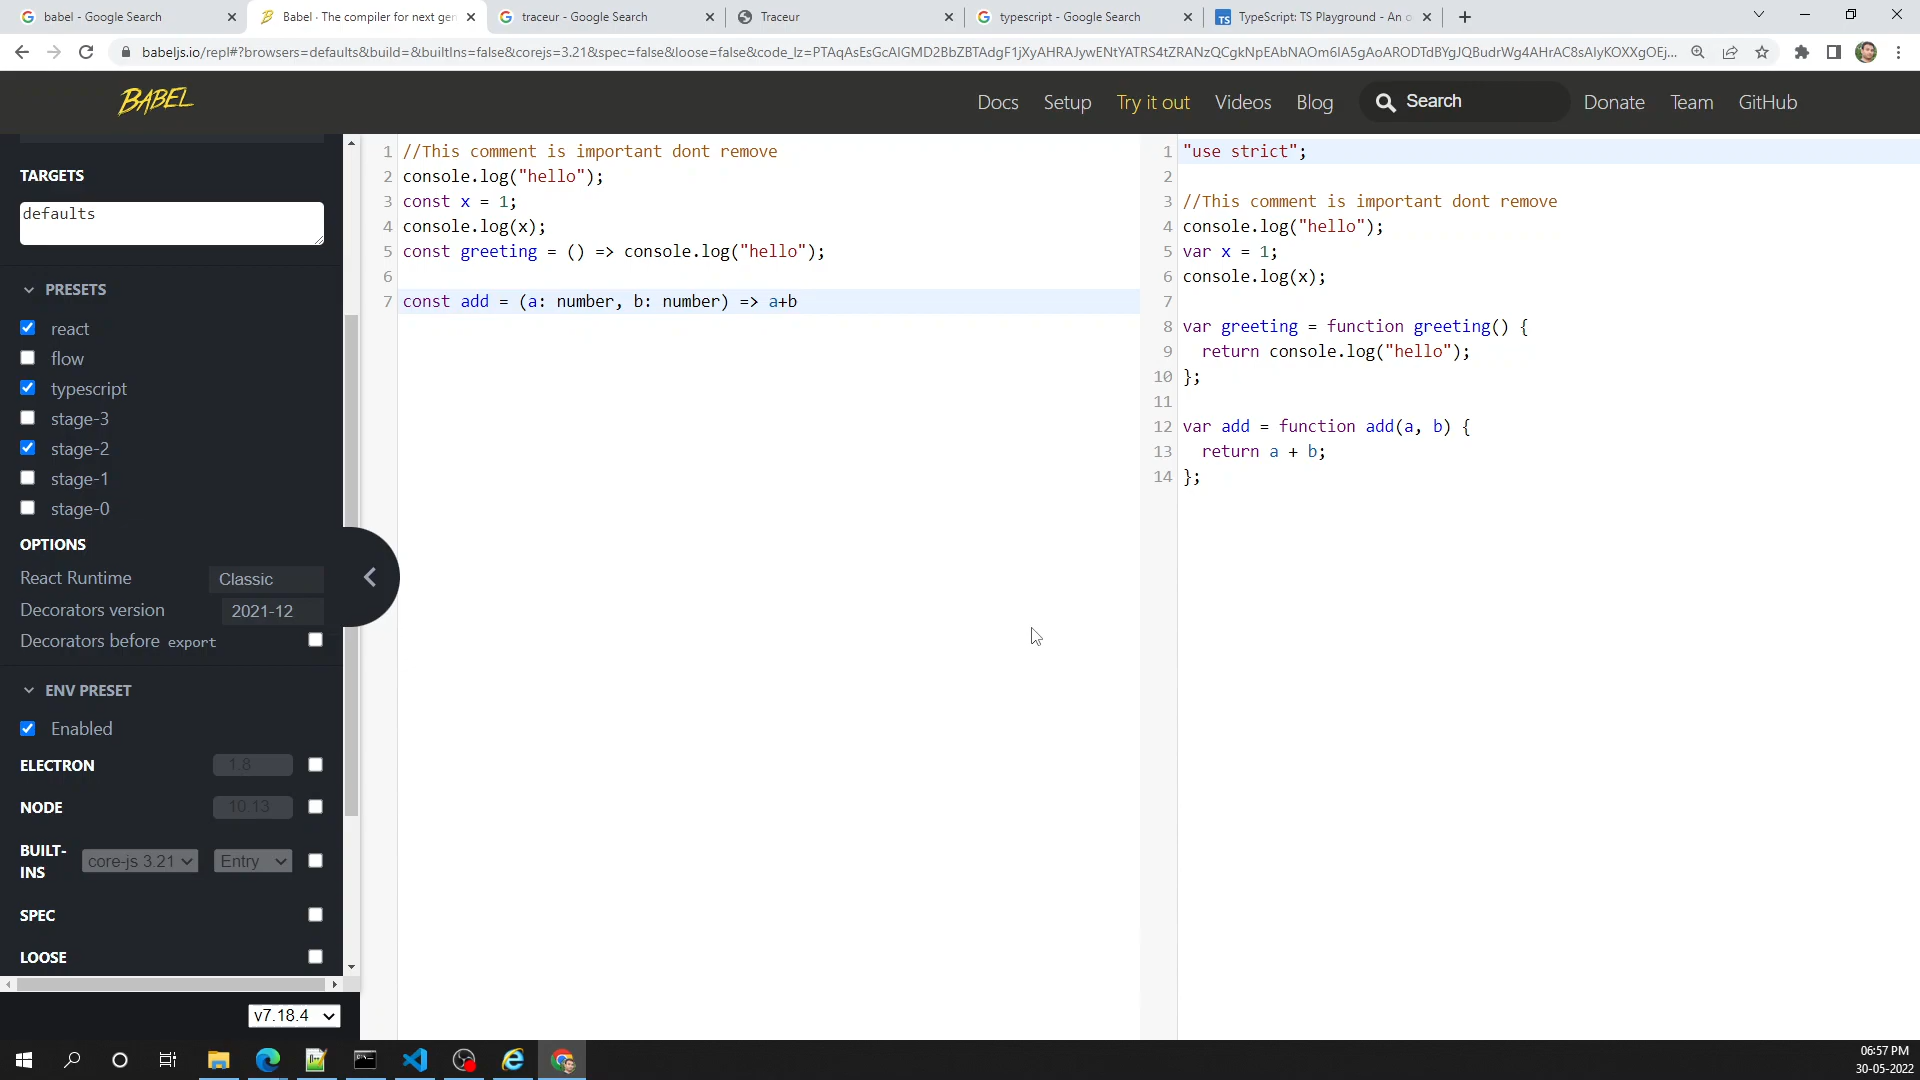 babel - Google Search
Babel · The compiler for next gen
traceur - Google Search
Traceur
typescript - Google Search
TypeScript: TS Playground - An o
babeljs.io/repl#?browsers=defaults&build=&builtIns=false&corejs=3.21&spec=false&loose=false&code_lz=PTAqAsEsGcAIGMD2BbZBTAdgF1jXyAHRAJywENtYATRS4tZRANzQCgkNpEAbNAOm6IA5gAoARODTdBYgJQBudrWg4AHrAC8sAIyKOXXgOEj...
BABEL
Docs
Setup
Try it out
Videos
Blog
Search
Donate
Team
GitHub
TARGETS
defaults
PRESETS
react
flow
typescript
stage-3
stage-2
stage-1
stage-0
OPTIONS
React Runtime Classic
Decorators version 2021-12
Decorators before export
ENV PRESET
Enabled
ELECTRON 1.8
NODE 10.13
BUILT-INS core-js 3.21 Entry
SPEC
LOOSE
v7.18.4
1 //This comment is important dont remove
2 console.log("hello");
3 const x = 1;
4 console.log(x);
5 const greeting = () => console.log("hello");
6
7 const add = (a: number, b: number) => a+b
1 "use strict";
2
3 //This comment is important dont remove
4 console.log("hello");
5 var x = 1;
6 console.log(x);
7
8 var greeting = function greeting() {
9 return console.log("hello");
10 };
11
12 var add = function add(a, b) {
13 return a + b;
14 };
06:57 PM
30-05-2022